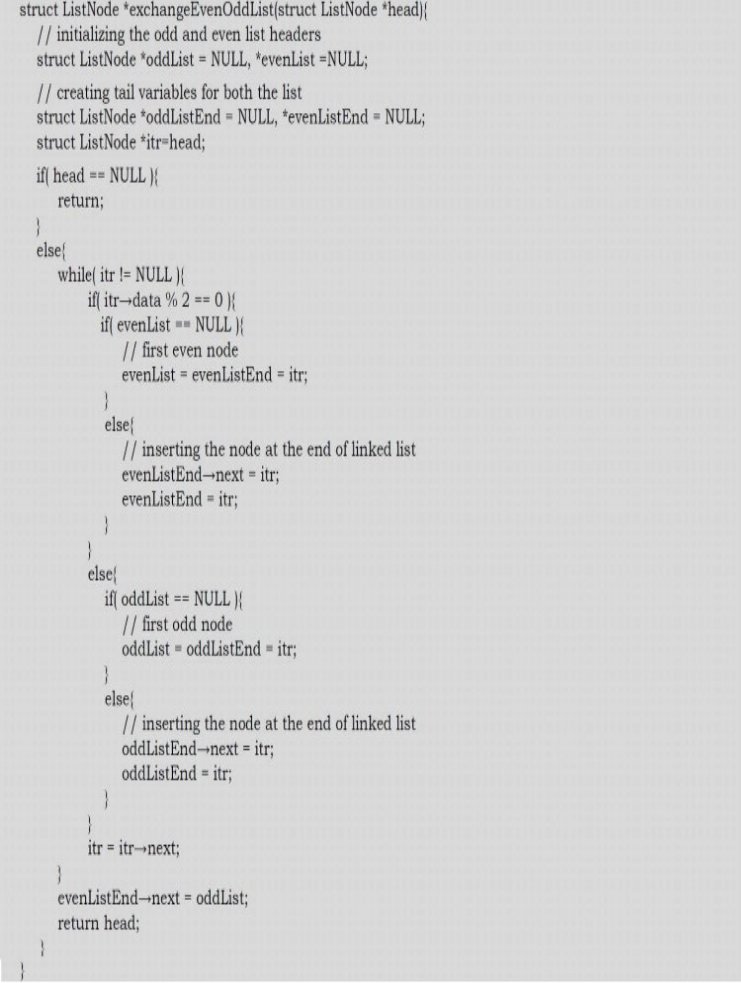 struct ListNode *exchangeEvenOddList(struct ListNode *head){
// initializing the odd and even list headers
struct ListNode *oddList = NULL, *evenList =NULL;
// creating tail variables for both the list
struct ListNode *oddListEnd = NULL, *evenListEnd = NULL;
struct ListNode *itr=head;
if( head == NULL ){
return;
}
else{
while( itr != NULL ){
if( itr→data % 2 == 0 ){
if( evenList == NULL ){
// first even node
evenList = evenListEnd = itr;
}
else{
// inserting the node at the end of linked list
evenListEnd→next = itr;
evenListEnd = itr;
}
}
else{
if( oddList == NULL ){
// first odd node
oddList = oddListEnd = itr;
}
else{
// inserting the node at the end of linked list
oddListEnd→next = itr;
oddListEnd = itr;
}
}
itr = itr→next;
}
evenListEnd→next = oddList;
return head;
}
}